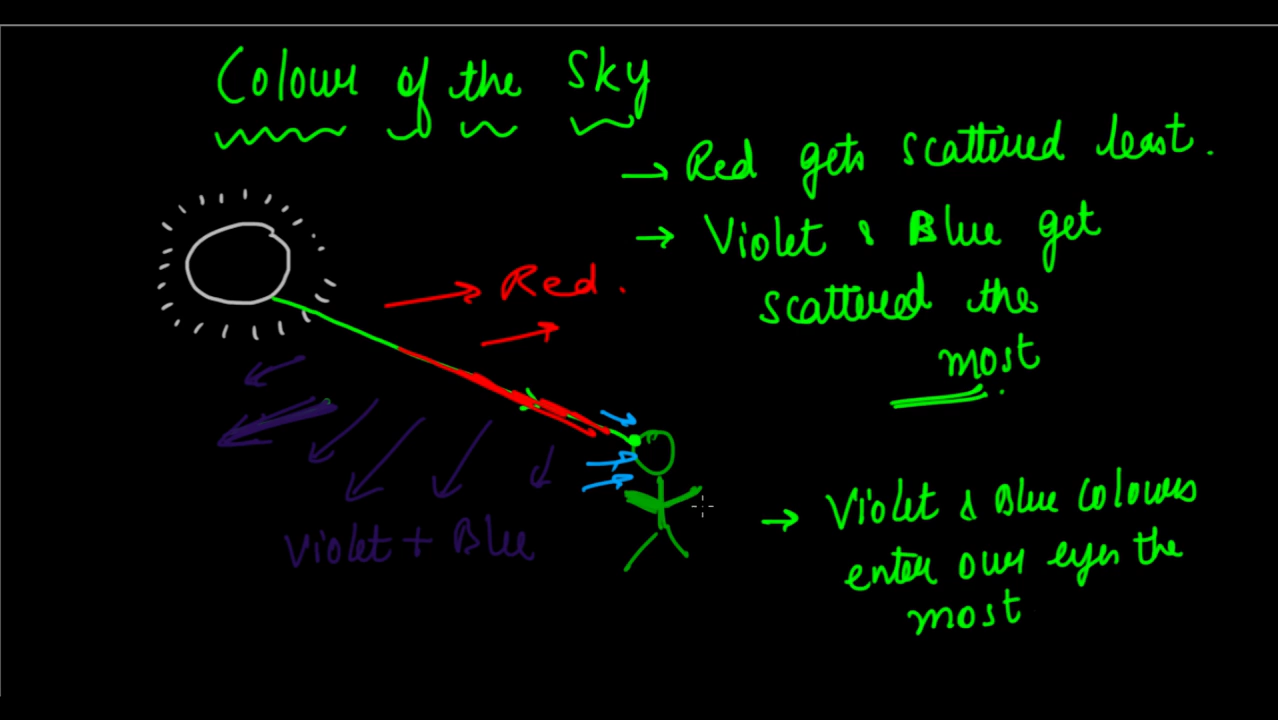 Colour of the Sky
→ Red gets scattered least.
→ Violet & Blue get
scattered the
most.
Red.
Violet + Blue
→ Violet & Blue colours
enter our eyes the
most